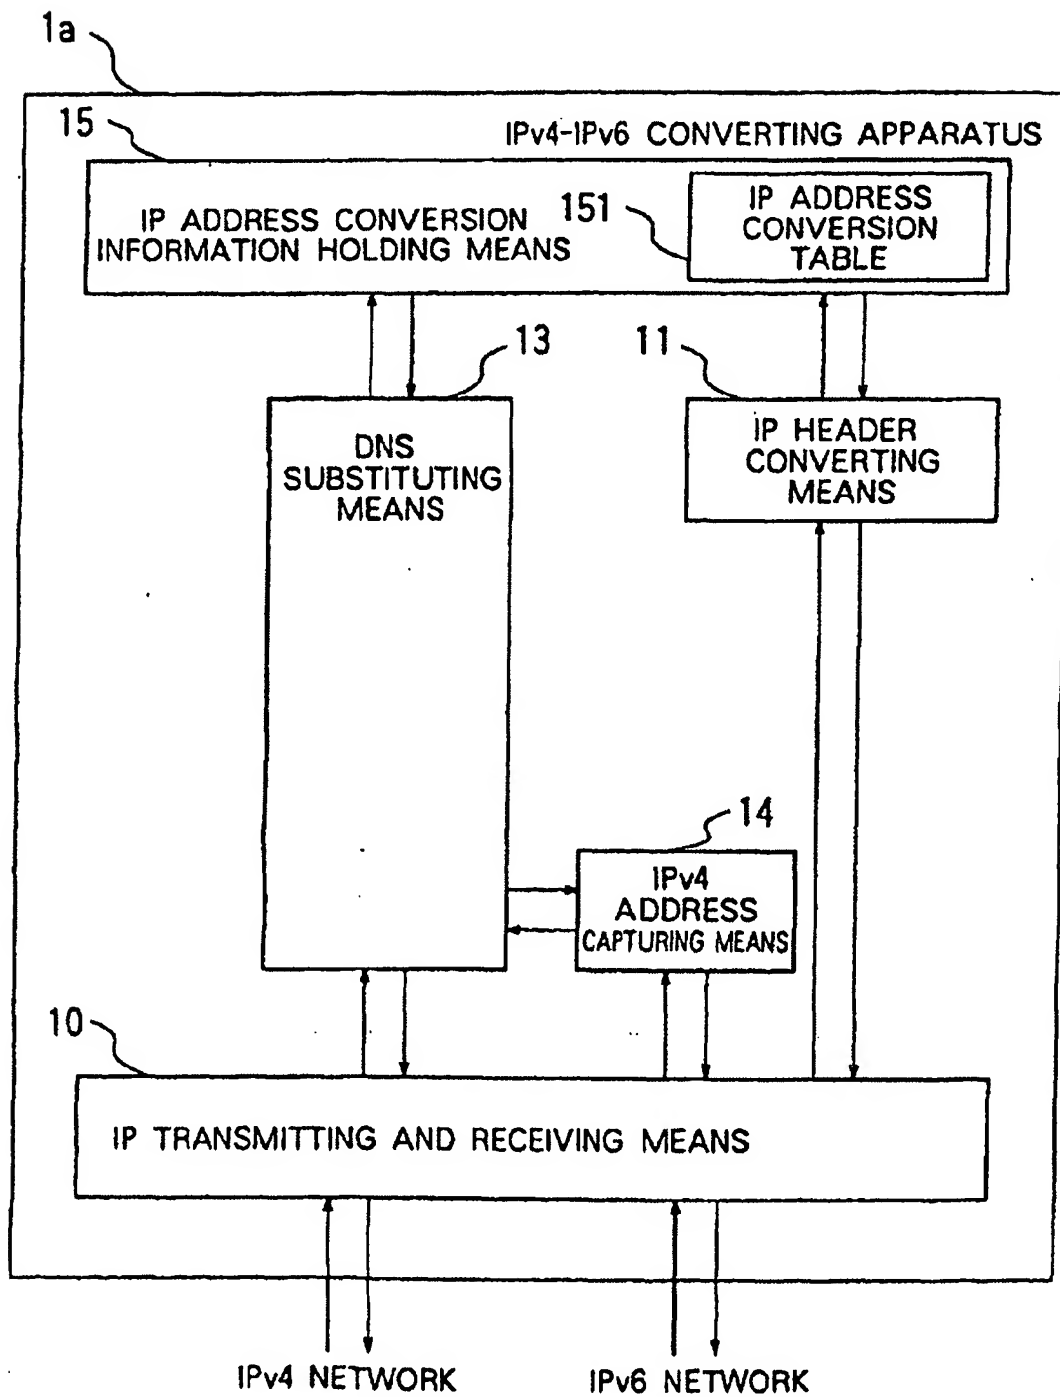 1a
15
IPv4-IPv6 CONVERTING APPARATUS
IP ADDRESS CONVERSION
INFORMATION HOLDING MEANS
151
IP ADDRESS
CONVERSION
TABLE
13
11
DNS
SUBSTITUTING
MEANS
IP HEADER
CONVERTING
MEANS
14
IPv4
ADDRESS
CAPTURING MEANS
10
IP TRANSMITTING AND RECEIVING MEANS
IPv4 NETWORK
IPv6 NETWORK